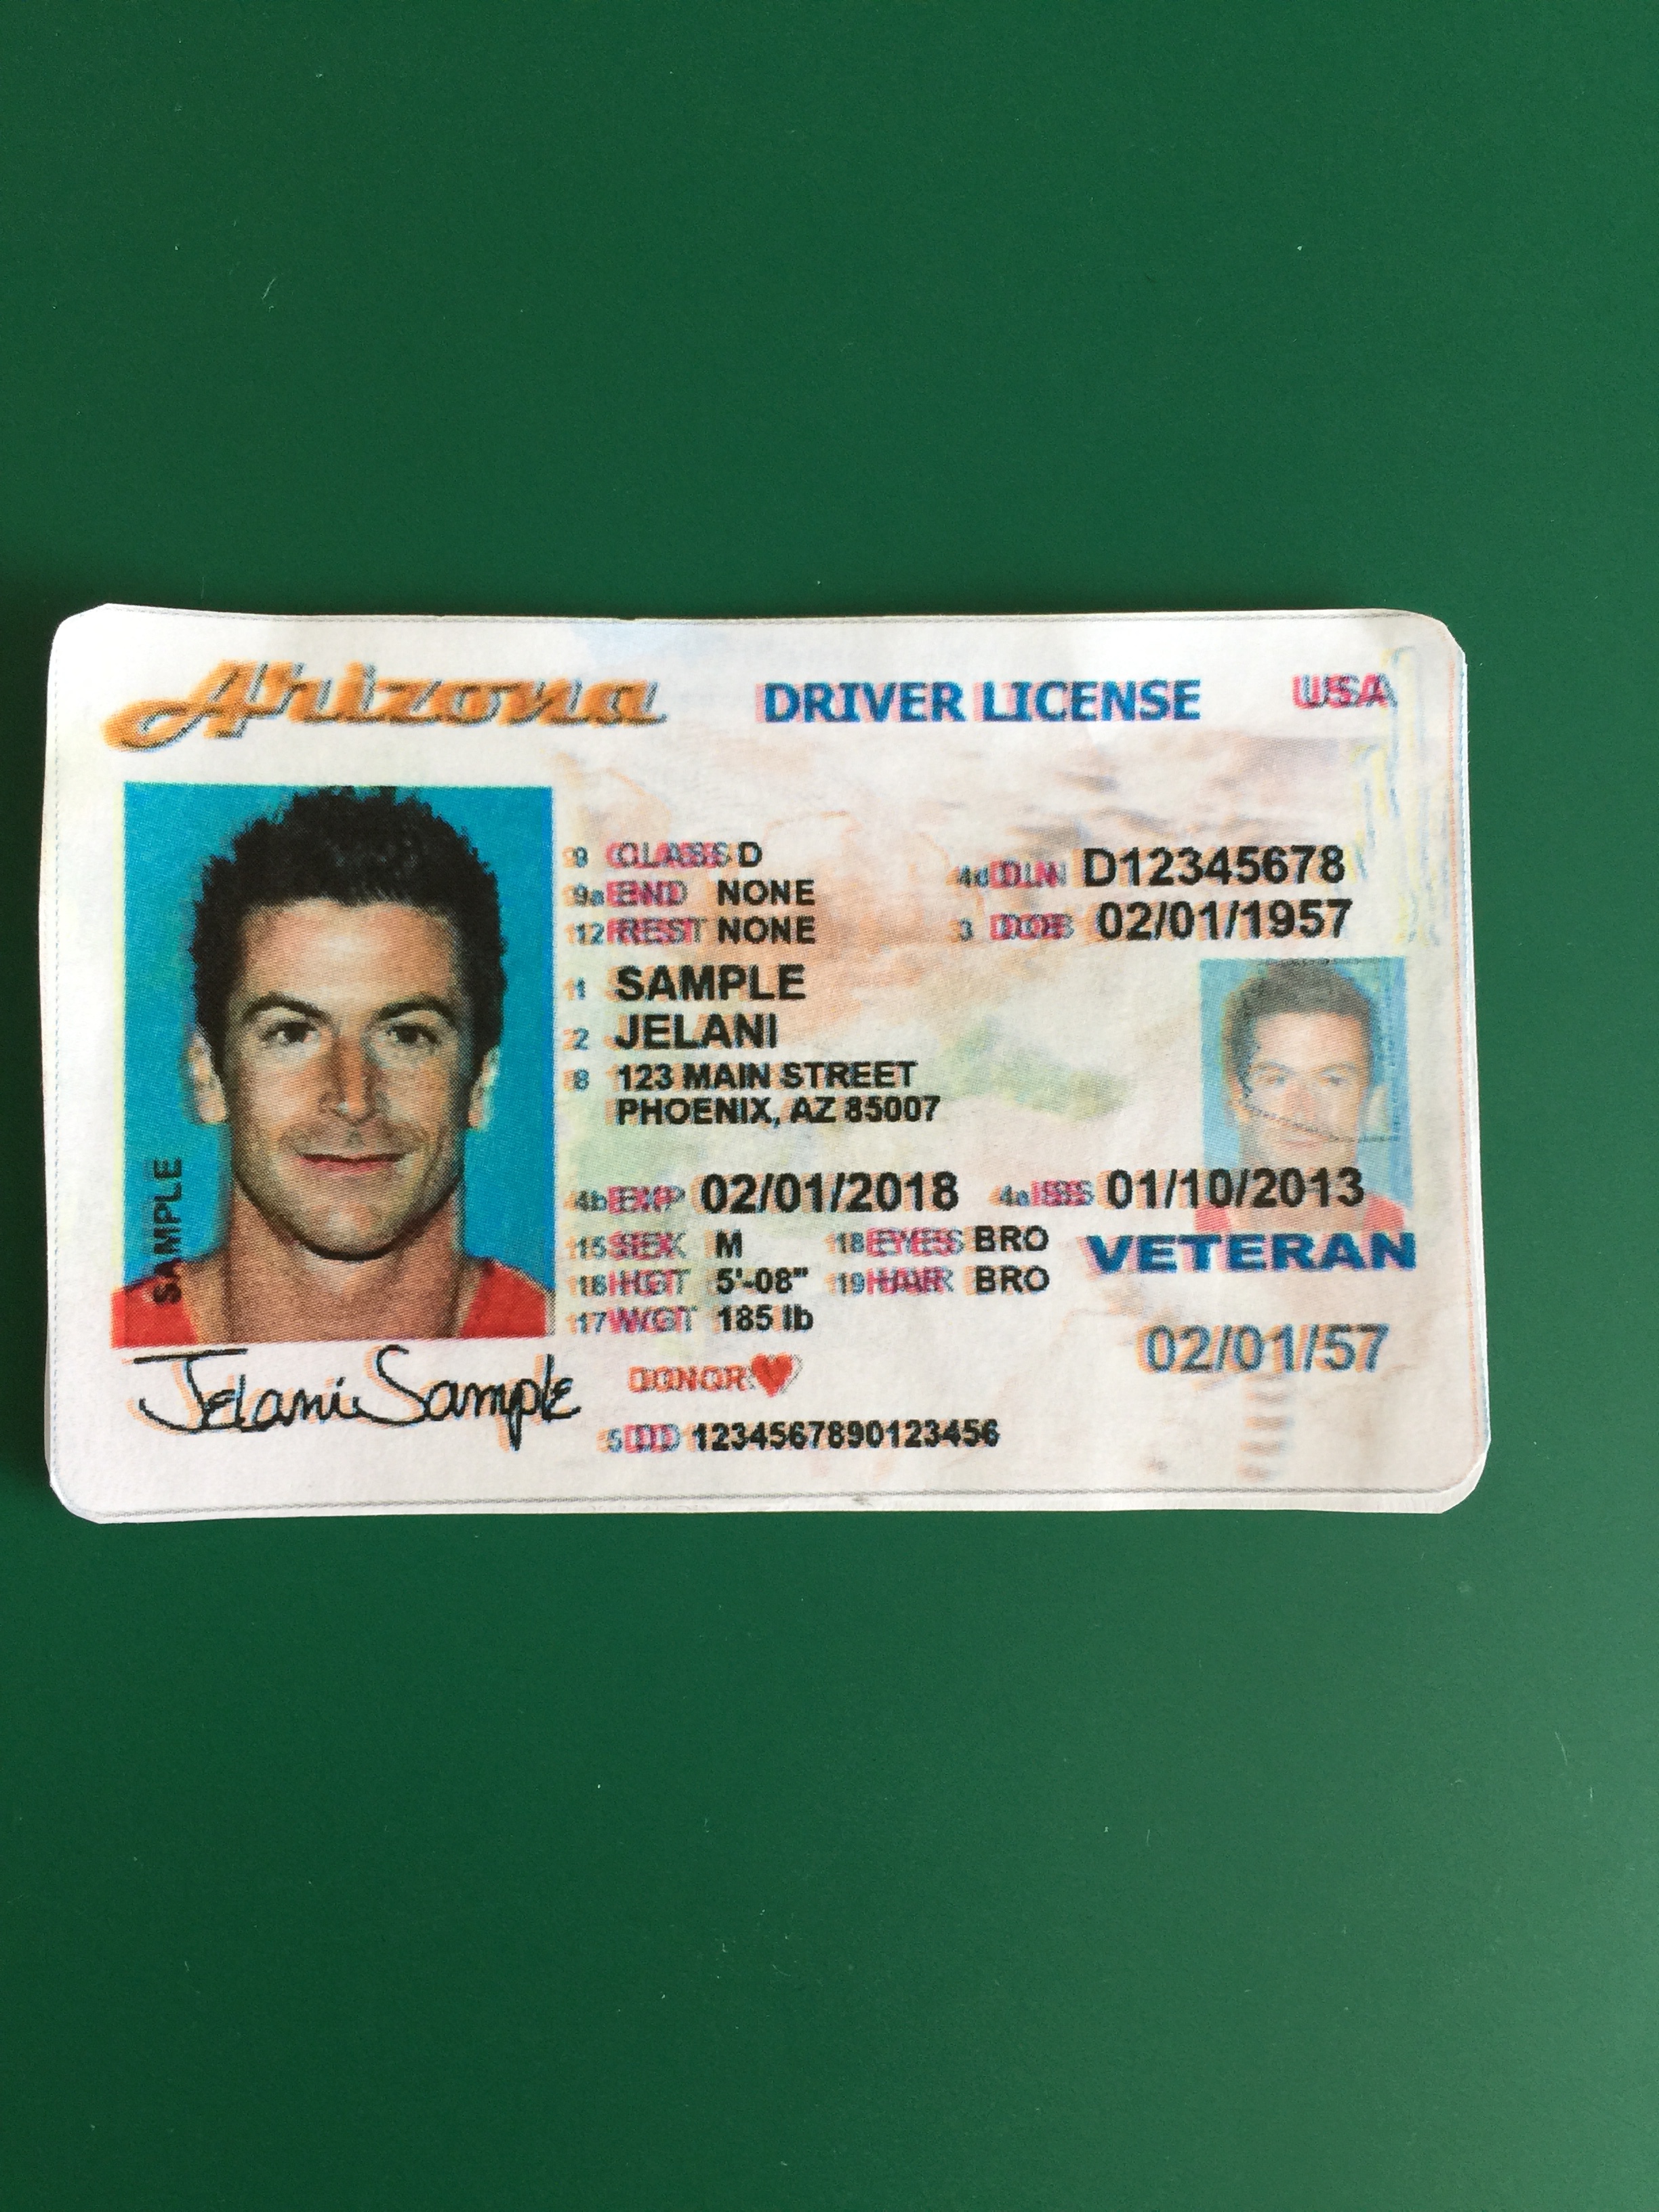 Arizona DRIVER LICENSE USA
9 CLASS D
9a END NONE
12 REST NONE
4d DLN D12345678
3 DOB 02/01/1957
1 SAMPLE
2 JELANI
8 123 MAIN STREET
PHOENIX, AZ 85007
4b EXP 02/01/2018 4a ISS 01/10/2013
15 SEX M 18 EYES BRO
16 HGT 5'-08" 19 HAIR BRO
17 WGT 185 lb
VETERAN
02/01/57
SAMPLE
Jelani Sample
DONOR
5 DD 1234567890123456